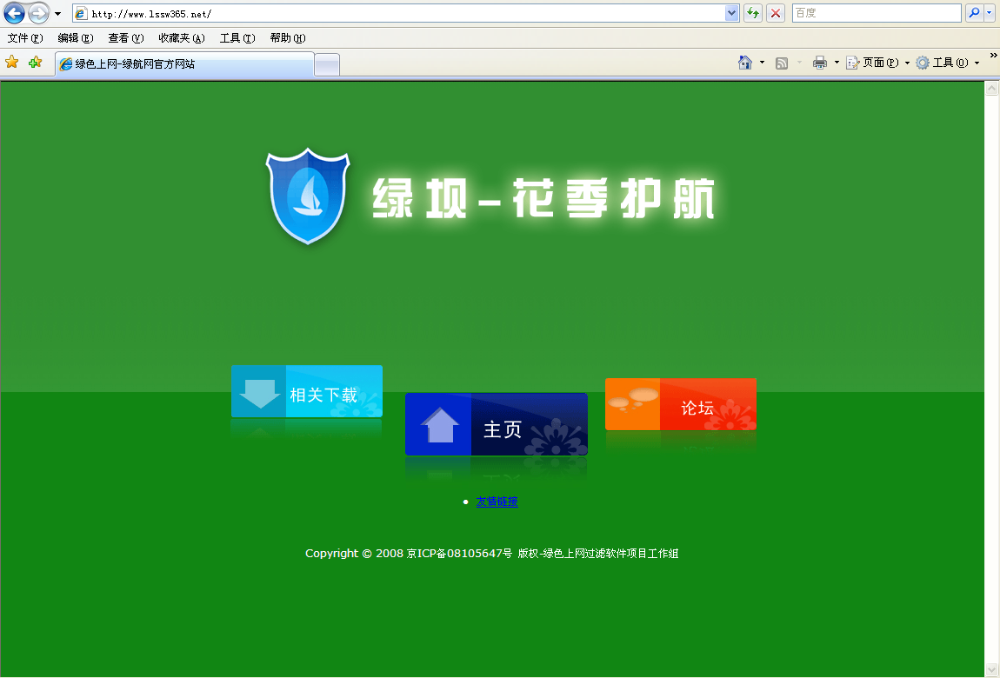 http://www.lssw365.net/
百度
文件(F) 编辑(E) 查看(V) 收藏夹(A) 工具(T) 帮助(H)
绿色上网-绿航网官方网站
页面(P) 工具(O)
绿坝-花季护航
相关下载
主页
论坛
友情链接
Copyright © 2008 京ICP备08105647号 版权-绿色上网过滤软件项目工作组